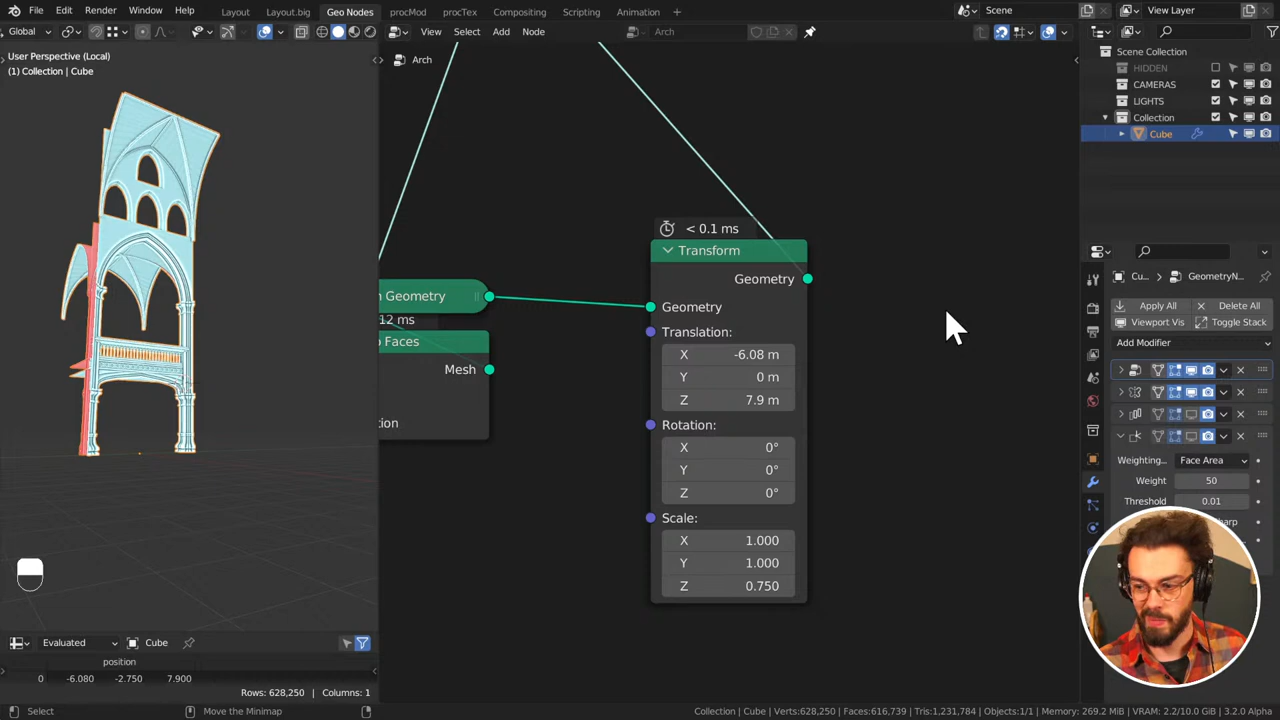 File Edit Render Window Help Layout Layout.big Geo Nodes procMod procTex Compositing Scripting Animation + Scene View Layer
Global View Select Add Node Arch
User Perspective (Local)
(1) Collection | Cube
Arch
Scene Collection
HIDDEN
CAMERAS
LIGHTS
Collection
Cube
< 0.1 ms
Transform
Geometry
n Geometry
12 ms
o Faces
Mesh
tion
Geometry
Translation:
X -6.08 m
Y 0 m
Z 7.9 m
Rotation:
X 0°
Y 0°
Z 0°
Scale:
X 1.000
Y 1.000
Z 0.750
Cu... GeometryN...
Apply All Delete All
Viewport Vis Toggle Stack
Add Modifier
Weighting... Face Area
Weight 50
Threshold 0.01
harp
Evaluated Cube
position
0 -6.080 -2.750 7.900
Rows: 628,250 | Columns: 1
Select Move the Minimap Collection | Cube | Verts:628,250 | Faces:616,739 | Tris:1,231,784 | Objects:1/1 | Memory: 269.2 MiB | VRAM: 2.2/10.0 GiB | 3.2.0 Alpha